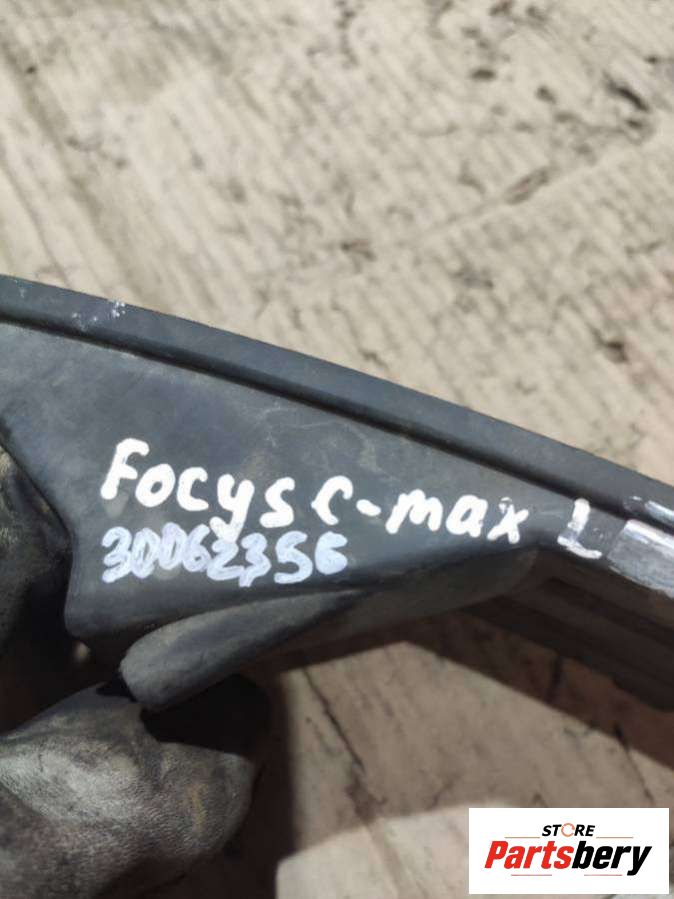 Focys c-max L
30062356
STORE
Partsbery